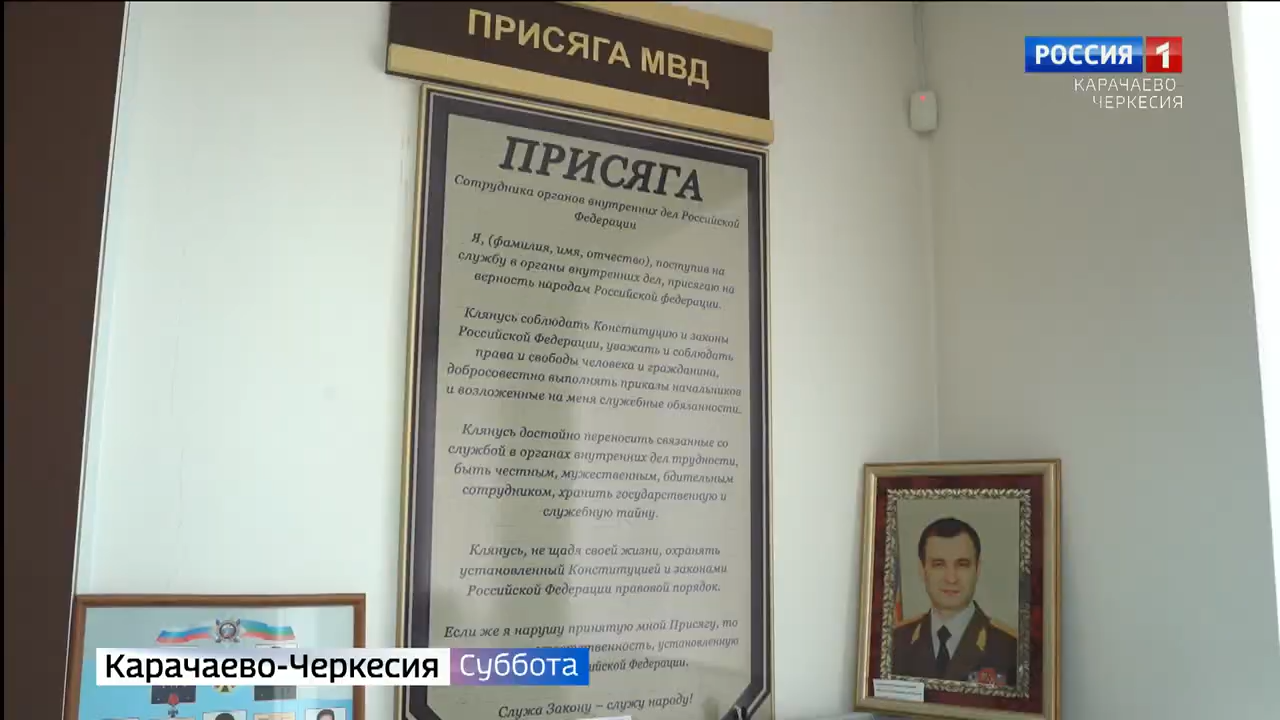 ПРИСЯГА МВД
РОССИЯ 1
КАРАЧАЕВО-
ЧЕРКЕСИЯ
ПРИСЯГА
Сотрудника органов внутренних дел Российской
Федерации
Я, (фамилия, имя, отчество), поступив на
службу в органы внутренних дел, присягаю на
верность народам Российской федерации.
Клянусь соблюдать Конституцию и законы
Российской Федерации, уважать и соблюдать
права и свободы человека и гражданина,
добросовестно выполнять приказы начальников
и возложенные на меня служебные обязанности.
Клянусь достойно переносить связанные со
службой в органах внутренних дел трудности,
быть честным, мужественным, бдительным
сотрудником, хранить государственную и
служебную тайну.
Клянусь, не щадя своей жизни, охранять
установленный Конституцией и законами
Российской Федерации правовой порядок.
Если же я нарушу принятую мной Присягу, то
установленную
Федерации.
Служа Закону – служу народу!
Карачаево-Черкесия Суббота